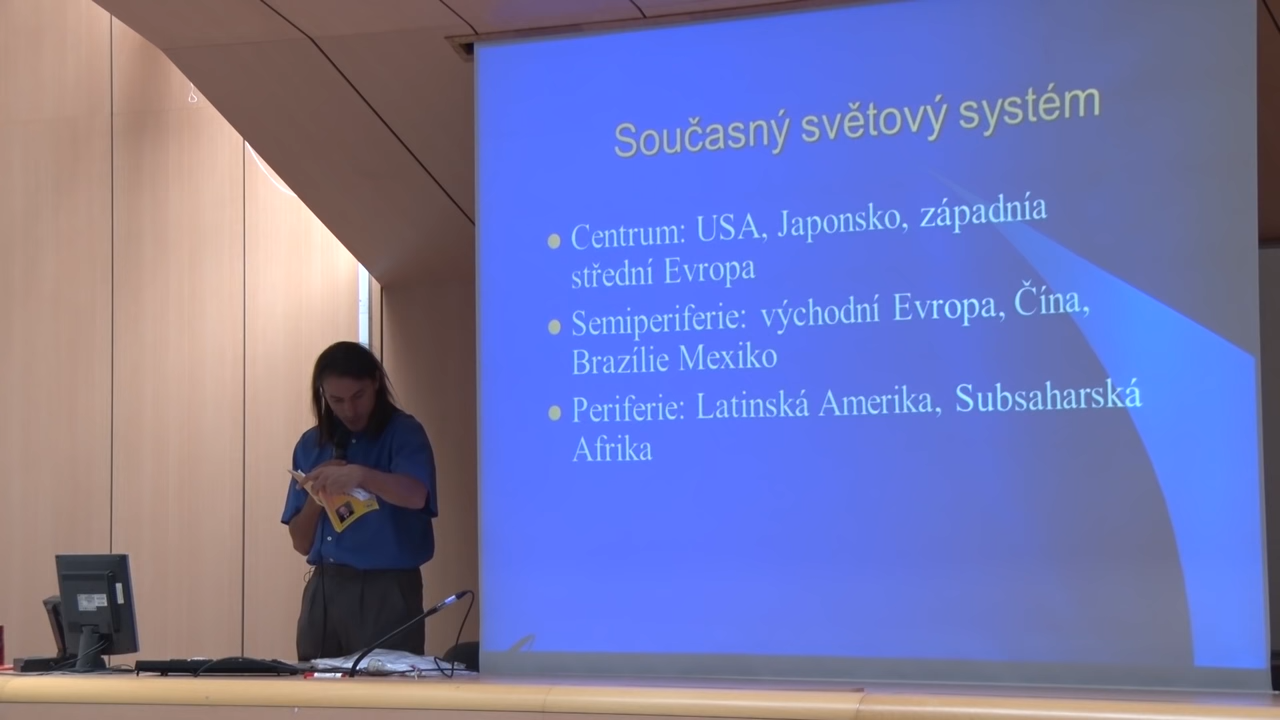 Současný světový systém
Centrum: USA, Japonsko, západnía
střední Evropa
Semiperiferie: východní Evropa, Čína,
Brazílie Mexiko
Periferie: Latinská Amerika, Subsaharská
Afrika